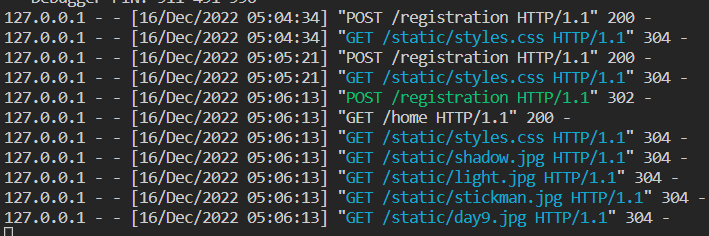 127.0.0.1 - - [16/Dec/2022 05:04:34] "POST /registration HTTP/1.1" 200 -
127.0.0.1 - - [16/Dec/2022 05:04:34] "GET /static/styles.css HTTP/1.1" 304 -
127.0.0.1 - - [16/Dec/2022 05:05:21] "POST /registration HTTP/1.1" 200 -
127.0.0.1 - - [16/Dec/2022 05:05:21] "GET /static/styles.css HTTP/1.1" 304 -
127.0.0.1 - - [16/Dec/2022 05:06:13] "POST /registration HTTP/1.1" 302 -
127.0.0.1 - - [16/Dec/2022 05:06:13] "GET /home HTTP/1.1" 200 -
127.0.0.1 - - [16/Dec/2022 05:06:13] "GET /static/styles.css HTTP/1.1" 304 -
127.0.0.1 - - [16/Dec/2022 05:06:13] "GET /static/shadow.jpg HTTP/1.1" 304 -
127.0.0.1 - - [16/Dec/2022 05:06:13] "GET /static/light.jpg HTTP/1.1" 304 -
127.0.0.1 - - [16/Dec/2022 05:06:13] "GET /static/stickman.jpg HTTP/1.1" 304 -
127.0.0.1 - - [16/Dec/2022 05:06:13] "GET /static/day9.jpg HTTP/1.1" 304 -